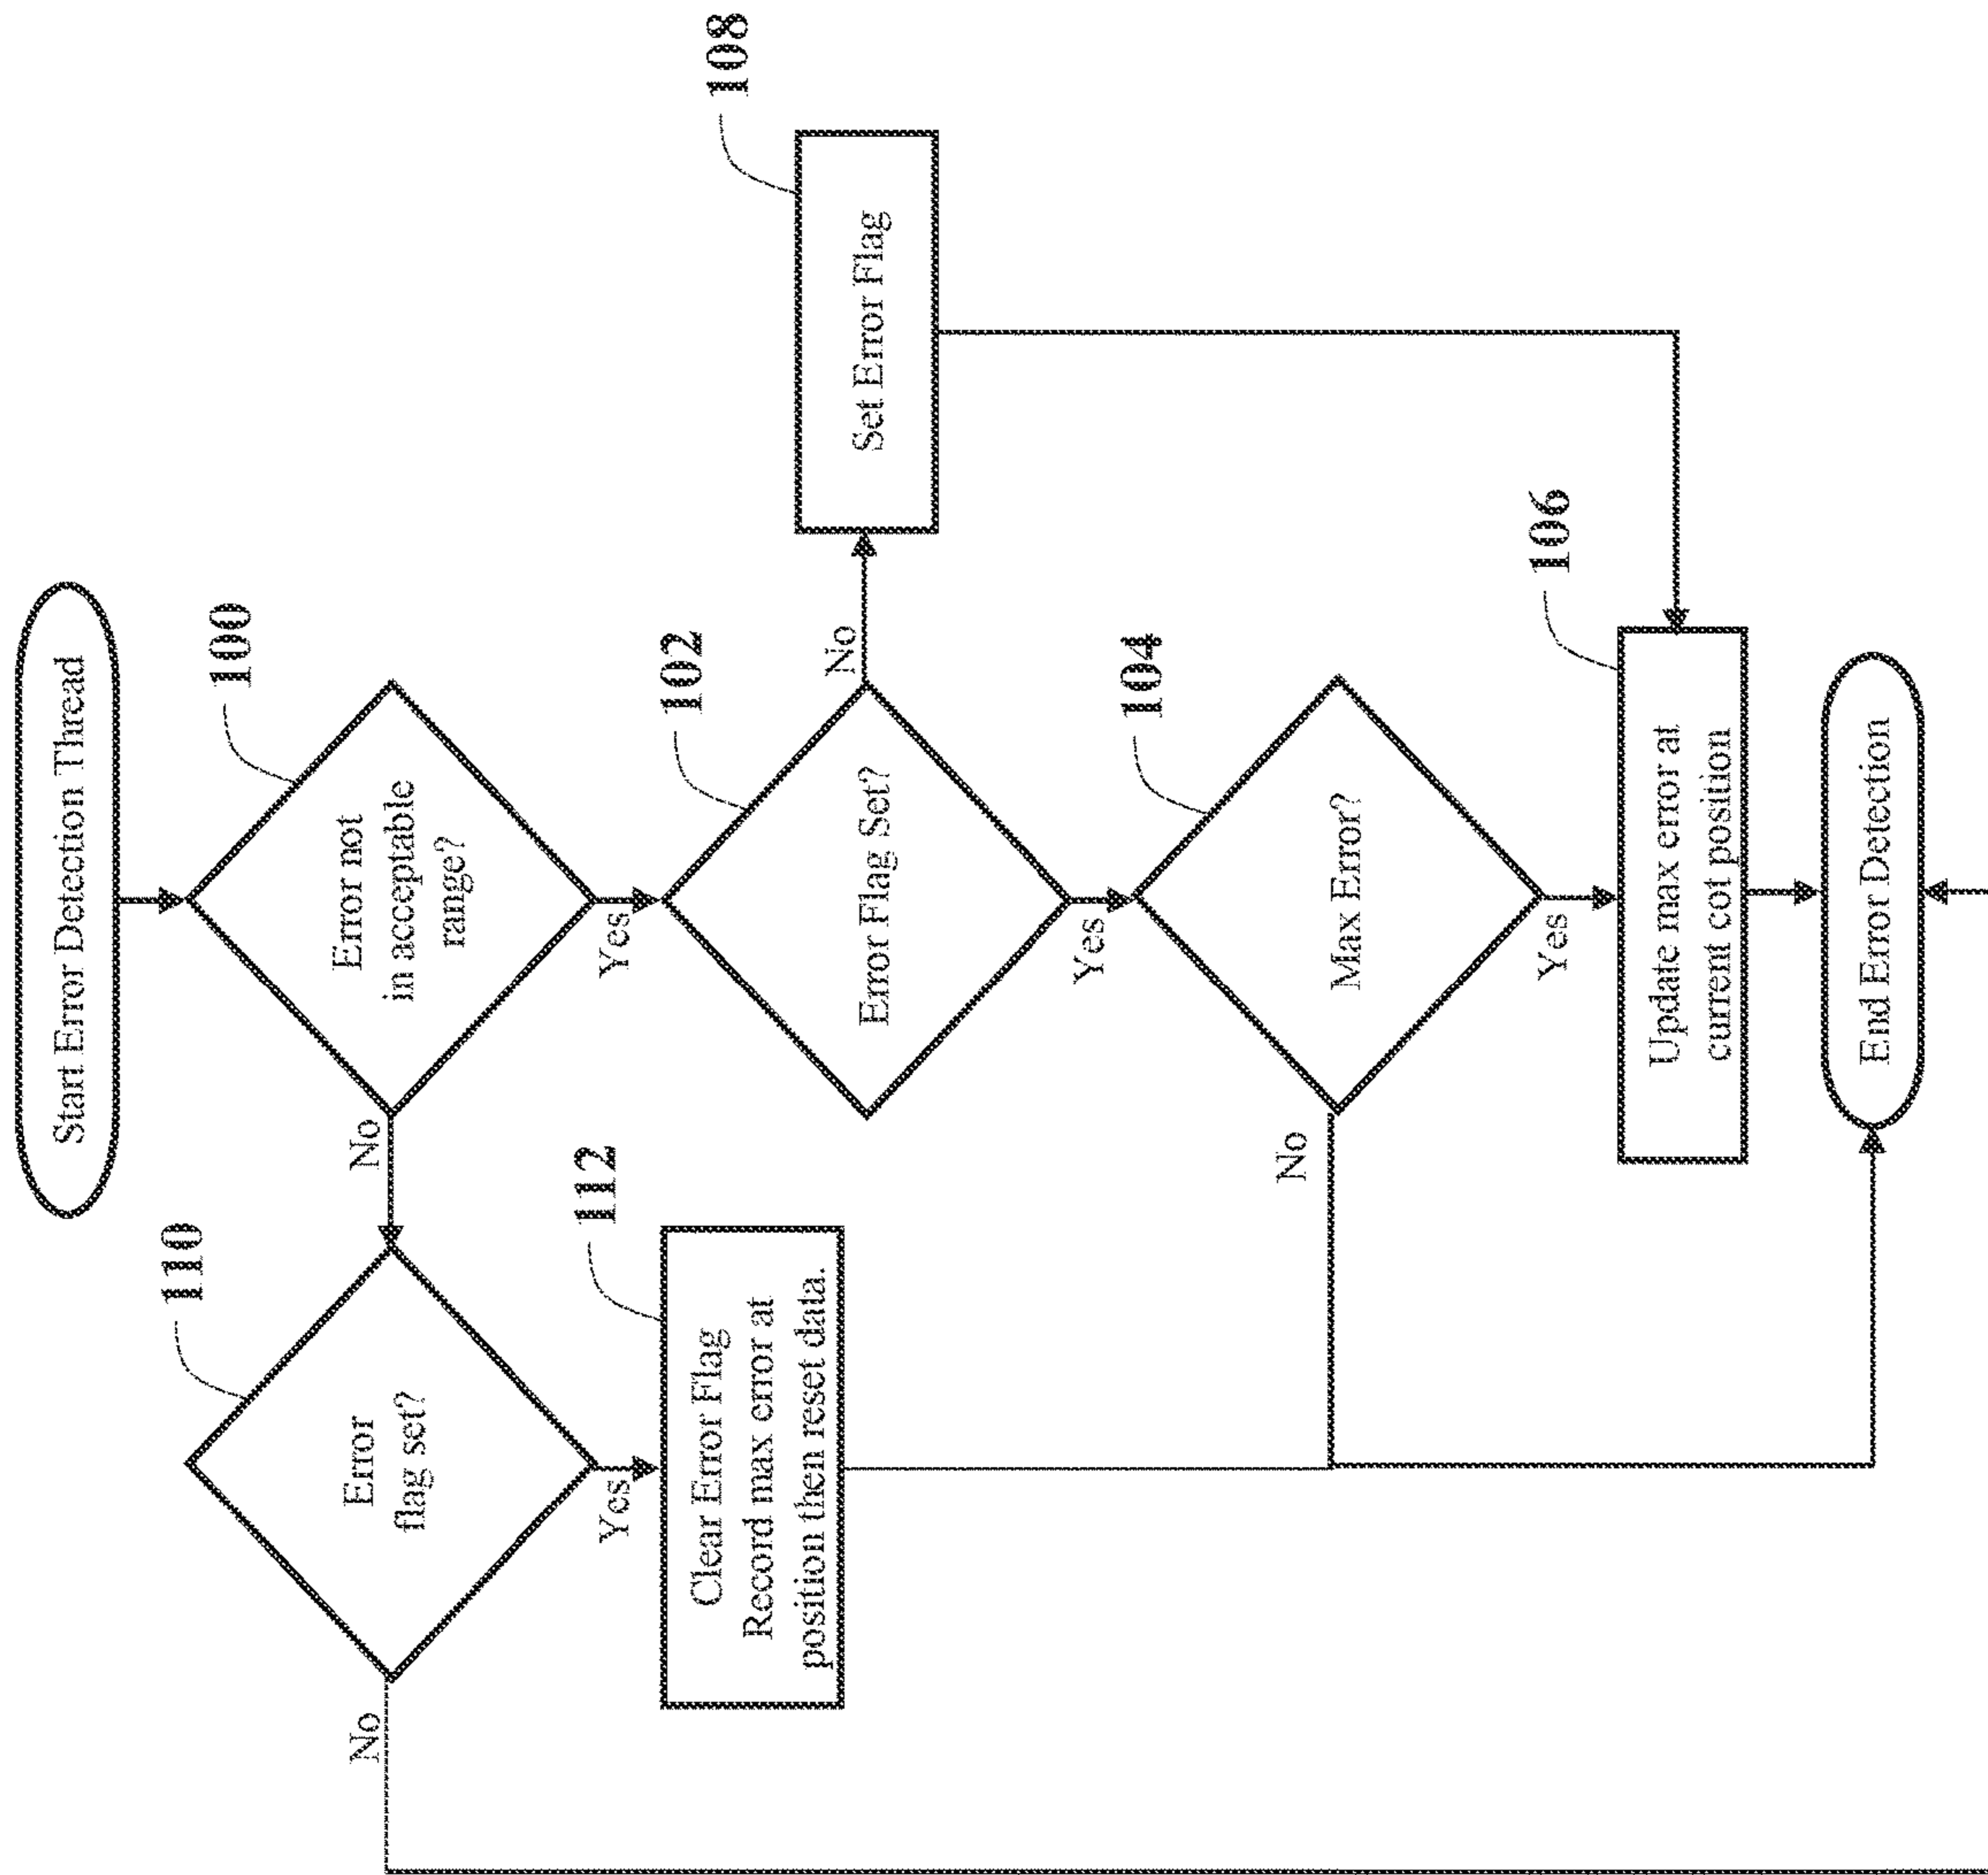 Start Error Detection Thread
100
Error not
in acceptable
range?
No
Yes
110
Error
flag set?
No
Yes
112
Clear Error Flag
Record max error at
position then reset data.
102
Error Flag Set?
No
Yes
108
Set Error Flag
104
Max Error?
No
Yes
106
Update max error at
current cot position
End Error Detection